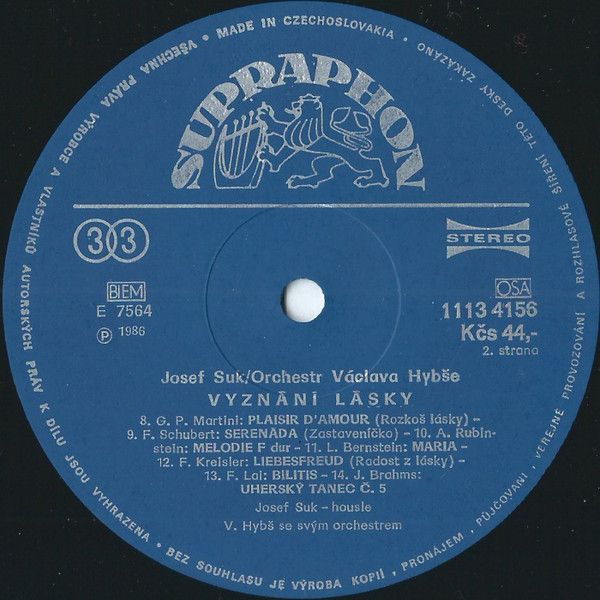 • MADE IN CZECHOSLOVAKIA •
VŠECHNA PRÁVA VÝROBCE A VLASTNÍKŮ AUTORSKÝCH PRÁV K DÍLU JSOU VYHRAZENA • BEZ SOUHLASU JE VÝROBA KOPIÍ, PRONÁJEM, PŮJČOVÁNÍ, VEŘEJNÉ PROVOZOVÁNÍ A ROZHLASOVÉ ŠÍŘENÍ TÉTO DESKY ZAKÁZÁNO
SUPRAPHON
33
STEREO
BIEM
OSA
E 7564
1113 4156
Ⓟ 1986
Kčs 44,-
2. strana
Josef Suk/Orchestr Václava Hybše
VYZNÁNÍ LÁSKY
8. G. P. Martini: PLAISIR D'AMOUR (Rozkoš lásky) –
9. F. Schubert: SERENÁDA (Zastaveníčko) – 10. A. Rubin-
stein: MELODIE F dur – 11. L. Bernstein: MARIA –
12. F. Kreisler: LIEBESFREUD (Radost z lásky) –
13. F. Lai: BILITIS – 14. J. Brahms:
UHERSKÝ TANEC Č. 5
Josef Suk – housle
V. Hybš se svým orchestrem